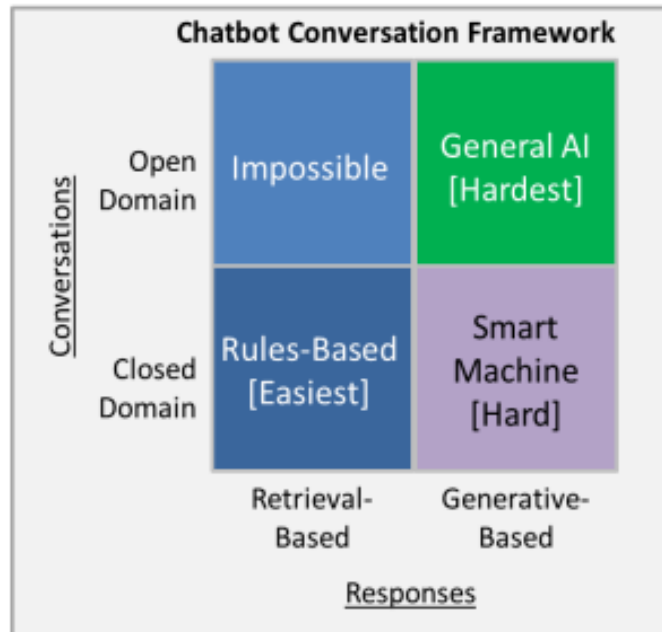 Chatbot Conversation Framework
Conversations
Open
Domain
Impossible
General AI
[Hardest]
Closed
Domain
Rules-Based
[Easiest]
Smart
Machine
[Hard]
Retrieval-
Based
Generative-
Based
Responses